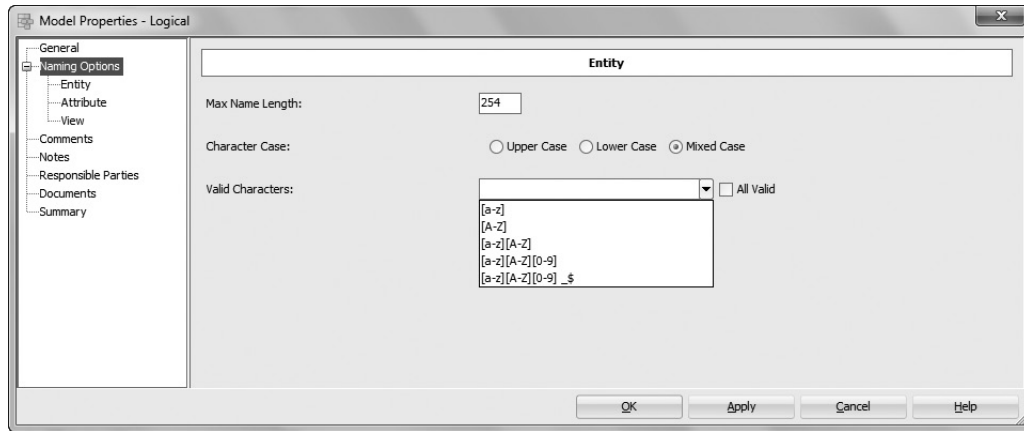 Model Properties - Logical
X
General
Naming Options
Entity
Attribute
View
Comments
Notes
Responsible Parties
Documents
Summary
Entity
Max Name Length: 254
Character Case: Upper Case Lower Case Mixed Case
Valid Characters: All Valid
[a-z]
[A-Z]
[a-z][A-Z]
[a-z][A-Z][0-9]
[a-z][A-Z][0-9] _$
OK Apply Cancel Help